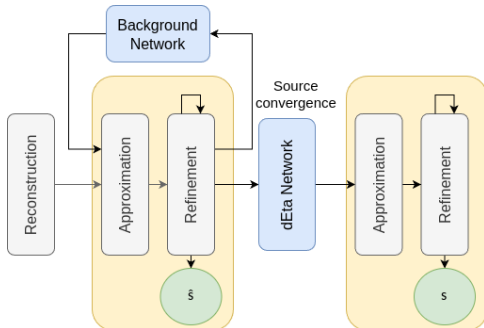 Background
Network
Source
convergence
Reconstruction
Approximation
Refinement
dEta Network
Approximation
Refinement
ŝ
s